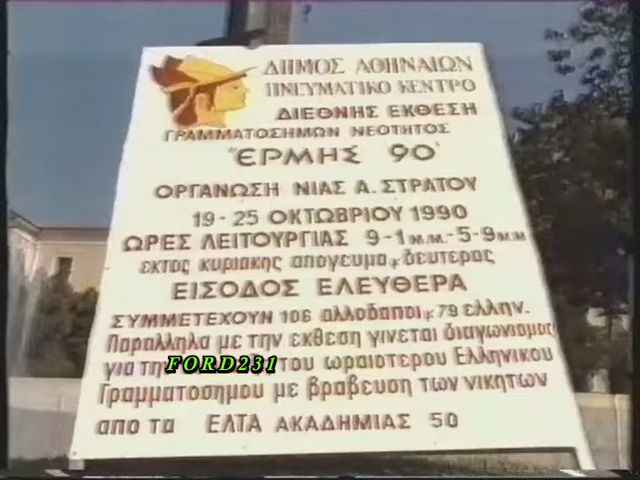 ΔΗΜΟΣ ΑΘΗΝΑΙΩΝ
ΠΝΕΥΜΑΤΙΚΟ ΚΕΝΤΡΟ
ΔΙΕΘΝΗΣ ΕΚΘΕΣΗ
ΓΡΑΜΜΑΤΟΣΗΜΩΝ ΝΕΟΤΗΤΟΣ
"ΕΡΜΗΣ 90"
ΟΡΓΑΝΩΣΗ ΝΙΑΣ Α. ΣΤΡΑΤΟΥ
19-25 ΟΚΤΩΒΡΙΟΥ 1990
ΩΡΕΣ ΛΕΙΤΟΥΡΓΙΑΣ 9-1 Μ.Μ.-5-9 Μ.Μ
εκτος κυριακης απογευμα κ δευτερας
ΕΙΣΟΔΟΣ ΕΛΕΥΘΕΡΑ
ΣΥΜΜΕΤΕΧΟΥΝ 106 αλλοδαποι κ 79 ελλην.
Παραλληλα με την εκθεση γινεται διαγωνισμος
για την FORD231 του ωραιοτερου Ελληνικου
Γραμματοσημου με βραβευση των νικητων
απο τα ΕΛΤΑ ΑΚΑΔΗΜΙΑΣ 50